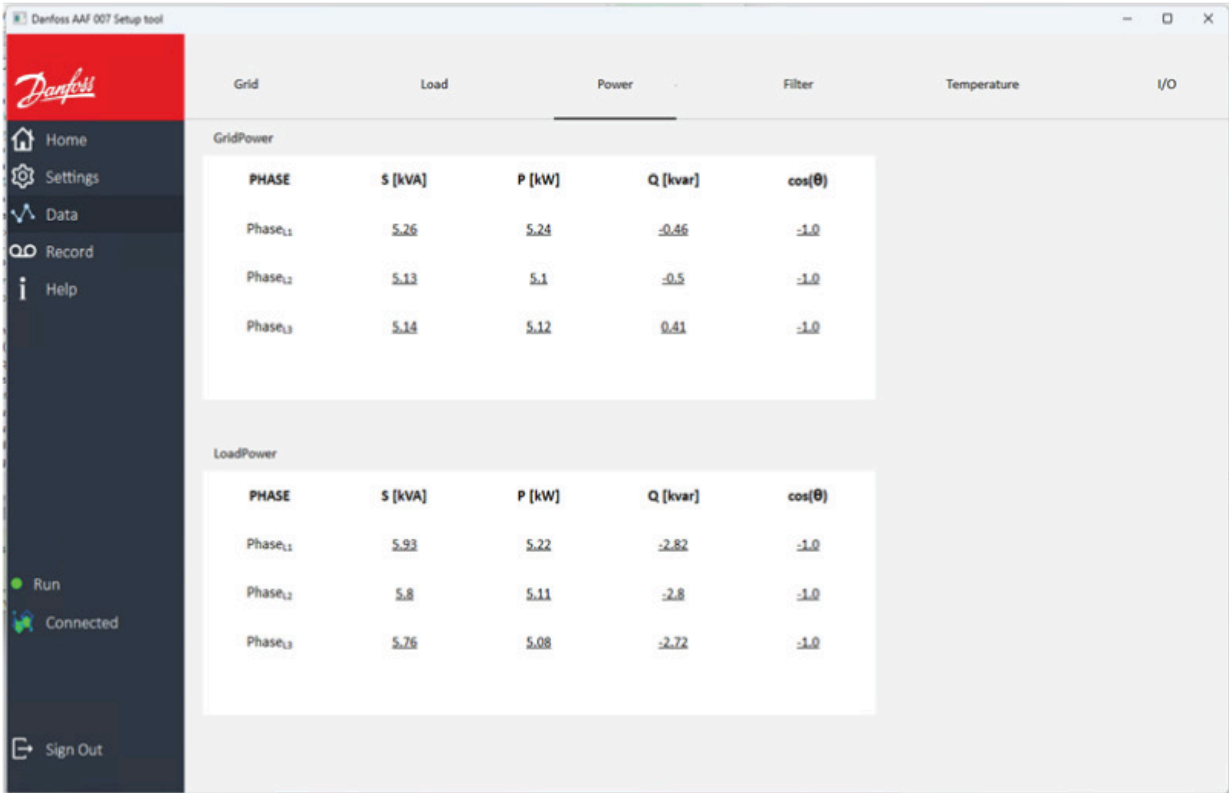 Danfoss AAF 007 Setup tool
Danfoss
Grid Load Power Filter Temperature I/O
Home
Settings
Data
Record
Help
Run
Connected
Sign Out
GridPower
PHASE S [kVA] P [kW] Q [kvar] cos(θ)
PhaseL1 5.26 5.24 -0.46 -1.0
PhaseL2 5.13 5.1 -0.5 -1.0
PhaseL3 5.14 5.12 0.41 -1.0
LoadPower
PHASE S [kVA] P [kW] Q [kvar] cos(θ)
PhaseL1 5.93 5.22 -2.82 -1.0
PhaseL2 5.8 5.11 -2.8 -1.0
PhaseL3 5.76 5.08 -2.72 -1.0